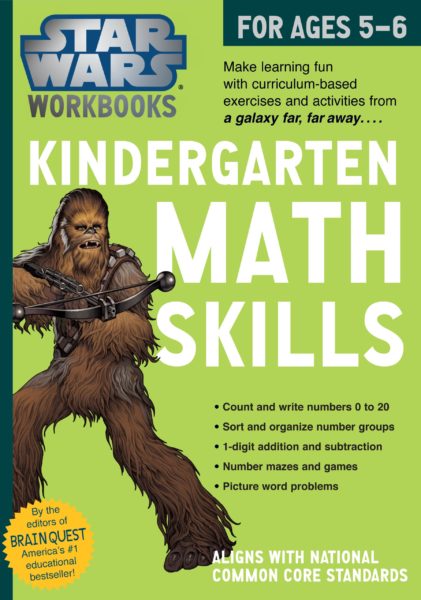 STAR
WARS®
WORKBOOKS
FOR AGES 5–6
Make learning fun
with curriculum-based
exercises and activities from
a galaxy far, far away. . . .
KINDERGARTEN
MATH
SKILLS
• Count and write numbers 0 to 20
• Sort and organize number groups
• 1-digit addition and subtraction
• Number mazes and games
• Picture word problems
By the
editors of
BRAIN QUEST
America's #1
educational
bestseller!
ALIGNS WITH NATIONAL
COMMON CORE STANDARDS